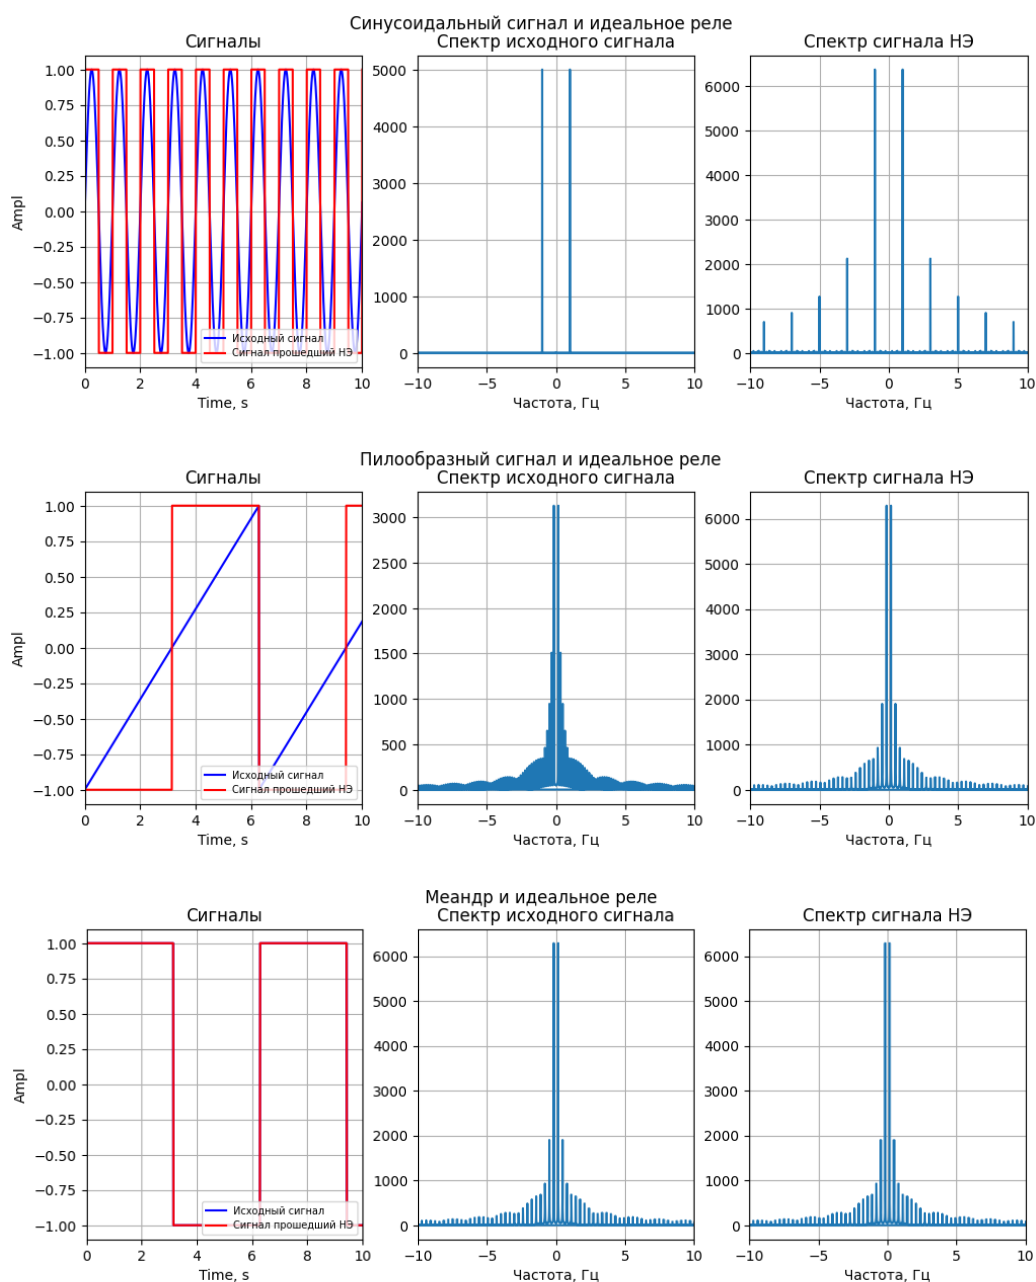 Синусоидальный сигнал и идеальное реле
Сигналы
Спектр исходного сигнала
Спектр сигнала НЭ
1.00
0.75
0.50
0.25
0.00
−0.25
−0.50
−0.75
−1.00
Ampl
Исходный сигнал
Сигнал прошедший НЭ
0 2 4 6 8 10
Time, s
5000
4000
3000
2000
1000
0
−10 −5 0 5 10
Частота, Гц
6000
5000
4000
3000
2000
1000
0
−10 −5 0 5 10
Частота, Гц
Пилообразный сигнал и идеальное реле
Сигналы
Спектр исходного сигнала
Спектр сигнала НЭ
1.00
0.75
0.50
0.25
0.00
−0.25
−0.50
−0.75
−1.00
Ampl
Исходный сигнал
Сигнал прошедший НЭ
0 2 4 6 8 10
Time, s
3000
2500
2000
1500
1000
500
0
−10 −5 0 5 10
Частота, Гц
6000
5000
4000
3000
2000
1000
0
−10 −5 0 5 10
Частота, Гц
Меандр и идеальное реле
Сигналы
Спектр исходного сигнала
Спектр сигнала НЭ
1.00
0.75
0.50
0.25
0.00
−0.25
−0.50
−0.75
−1.00
Ampl
Исходный сигнал
Сигнал прошедший НЭ
0 2 4 6 8 10
Time, s
6000
5000
4000
3000
2000
1000
0
−10 −5 0 5 10
Частота, Гц
6000
5000
4000
3000
2000
1000
0
−10 −5 0 5 10
Частота, Гц